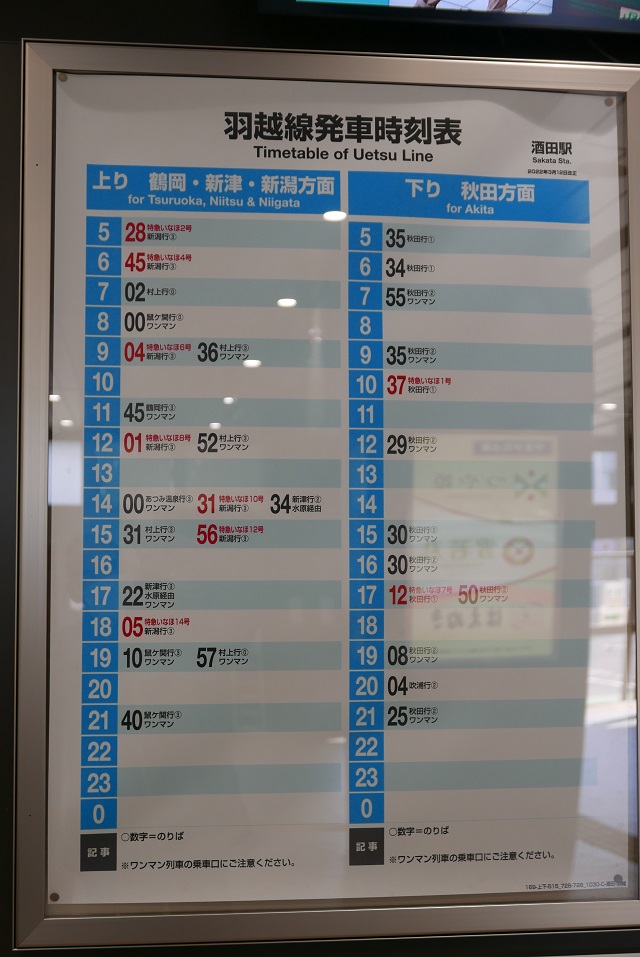 羽越線発車時刻表
Timetable of Uetsu Line
酒田駅
Sakata Sta.
2022年3月12日改正
上り 鶴岡・新津・新潟方面
for Tsuruoka, Niitsu & Niigata
5 28 特急いなほ2号 新潟行③
6 45 特急いなほ4号 新潟行③
7 02 村上行⓪
8 00 鼠ケ関行⓪ ワンマン
9 04 特急いなほ6号 新潟行③ 36 村上行③ ワンマン
10
11 45 鶴岡行③ ワンマン
12 01 特急いなほ8号 新潟行③ 52 村上行③ ワンマン
13
14 00 あつみ温泉行③ ワンマン 31 特急いなほ10号 新潟行③ 34 新津行② 水原経由
15 31 村上行③ ワンマン 56 特急いなほ12号 新潟行③
16
17 22 新津行② 水原経由 ワンマン
18 05 特急いなほ14号 新潟行③
19 10 鼠ケ関行③ ワンマン 57 村上行⓪ ワンマン
20
21 40 鼠ケ関行③ ワンマン
22
23
0
記事 ○数字=のりば
※ワンマン列車の乗車口にご注意ください。
下り 秋田方面
for Akita
5 35 秋田行①
6 34 秋田行①
7 55 秋田行② ワンマン
8
9 35 秋田行② ワンマン
10 37 特急いなほ1号 秋田行①
11
12 29 秋田行② ワンマン
13
14
15 30 秋田行② ワンマン
16 30 秋田行② ワンマン
17 12 特急いなほ7号 秋田行① 50 秋田行② ワンマン
18
19 08 秋田行② ワンマン
20 04 吹浦行②
21 25 秋田行② ワンマン
22
23
0
記事 ○数字=のりば
※ワンマン列車の乗車口にご注意ください。